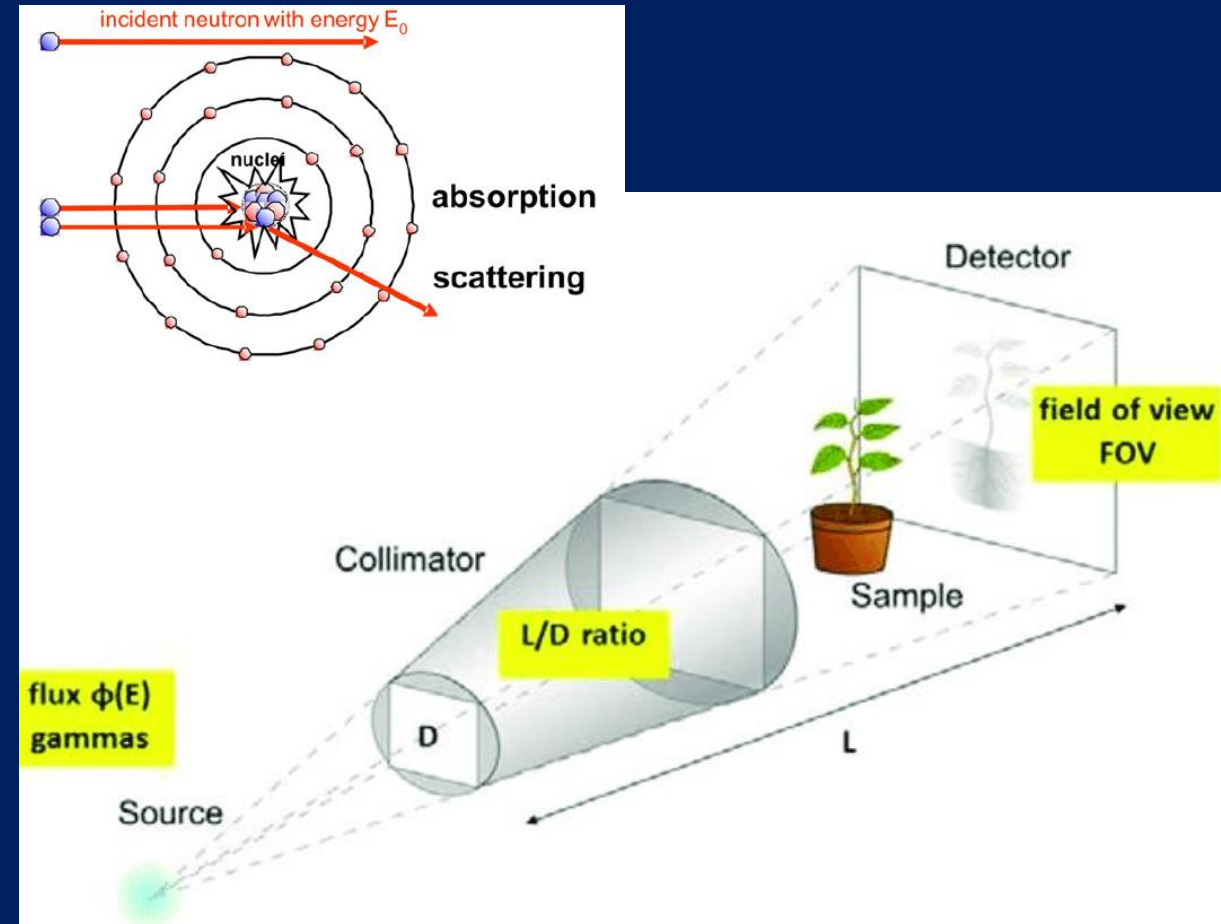 incident neutron with energy E₀
nuclei
absorption
scattering
Detector
field of view
FOV
Collimator
Sample
L/D ratio
flux ϕ(E)
gammas
D
L
Source